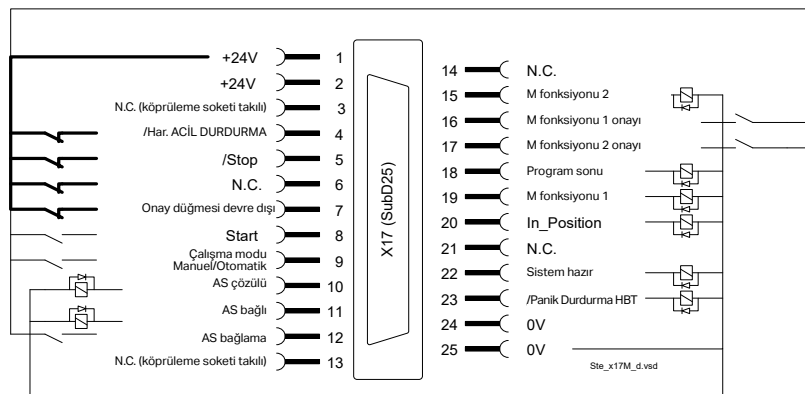 +24V 1
+24V 2
N.C. (köprüleme soketi takılı) 3
/Har. ACİL DURDURMA 4
/Stop 5
N.C. 6
Onay düğmesi devre dışı 7
Start 8
Çalışma modu
Manuel/Otomatik 9
AS çözülü 10
AS bağlı 11
AS bağlama 12
N.C. (köprüleme soketi takılı) 13
X17 (SubD25)
14 N.C.
15 M fonksiyonu 2
16 M fonksiyonu 1 onayı
17 M fonksiyonu 2 onayı
18 Program sonu
19 M fonksiyonu 1
20 In_Position
21 N.C.
22 Sistem hazır
23 /Panik Durdurma HBT
24 0V
25 0V
Ste_x17M_d.vsd